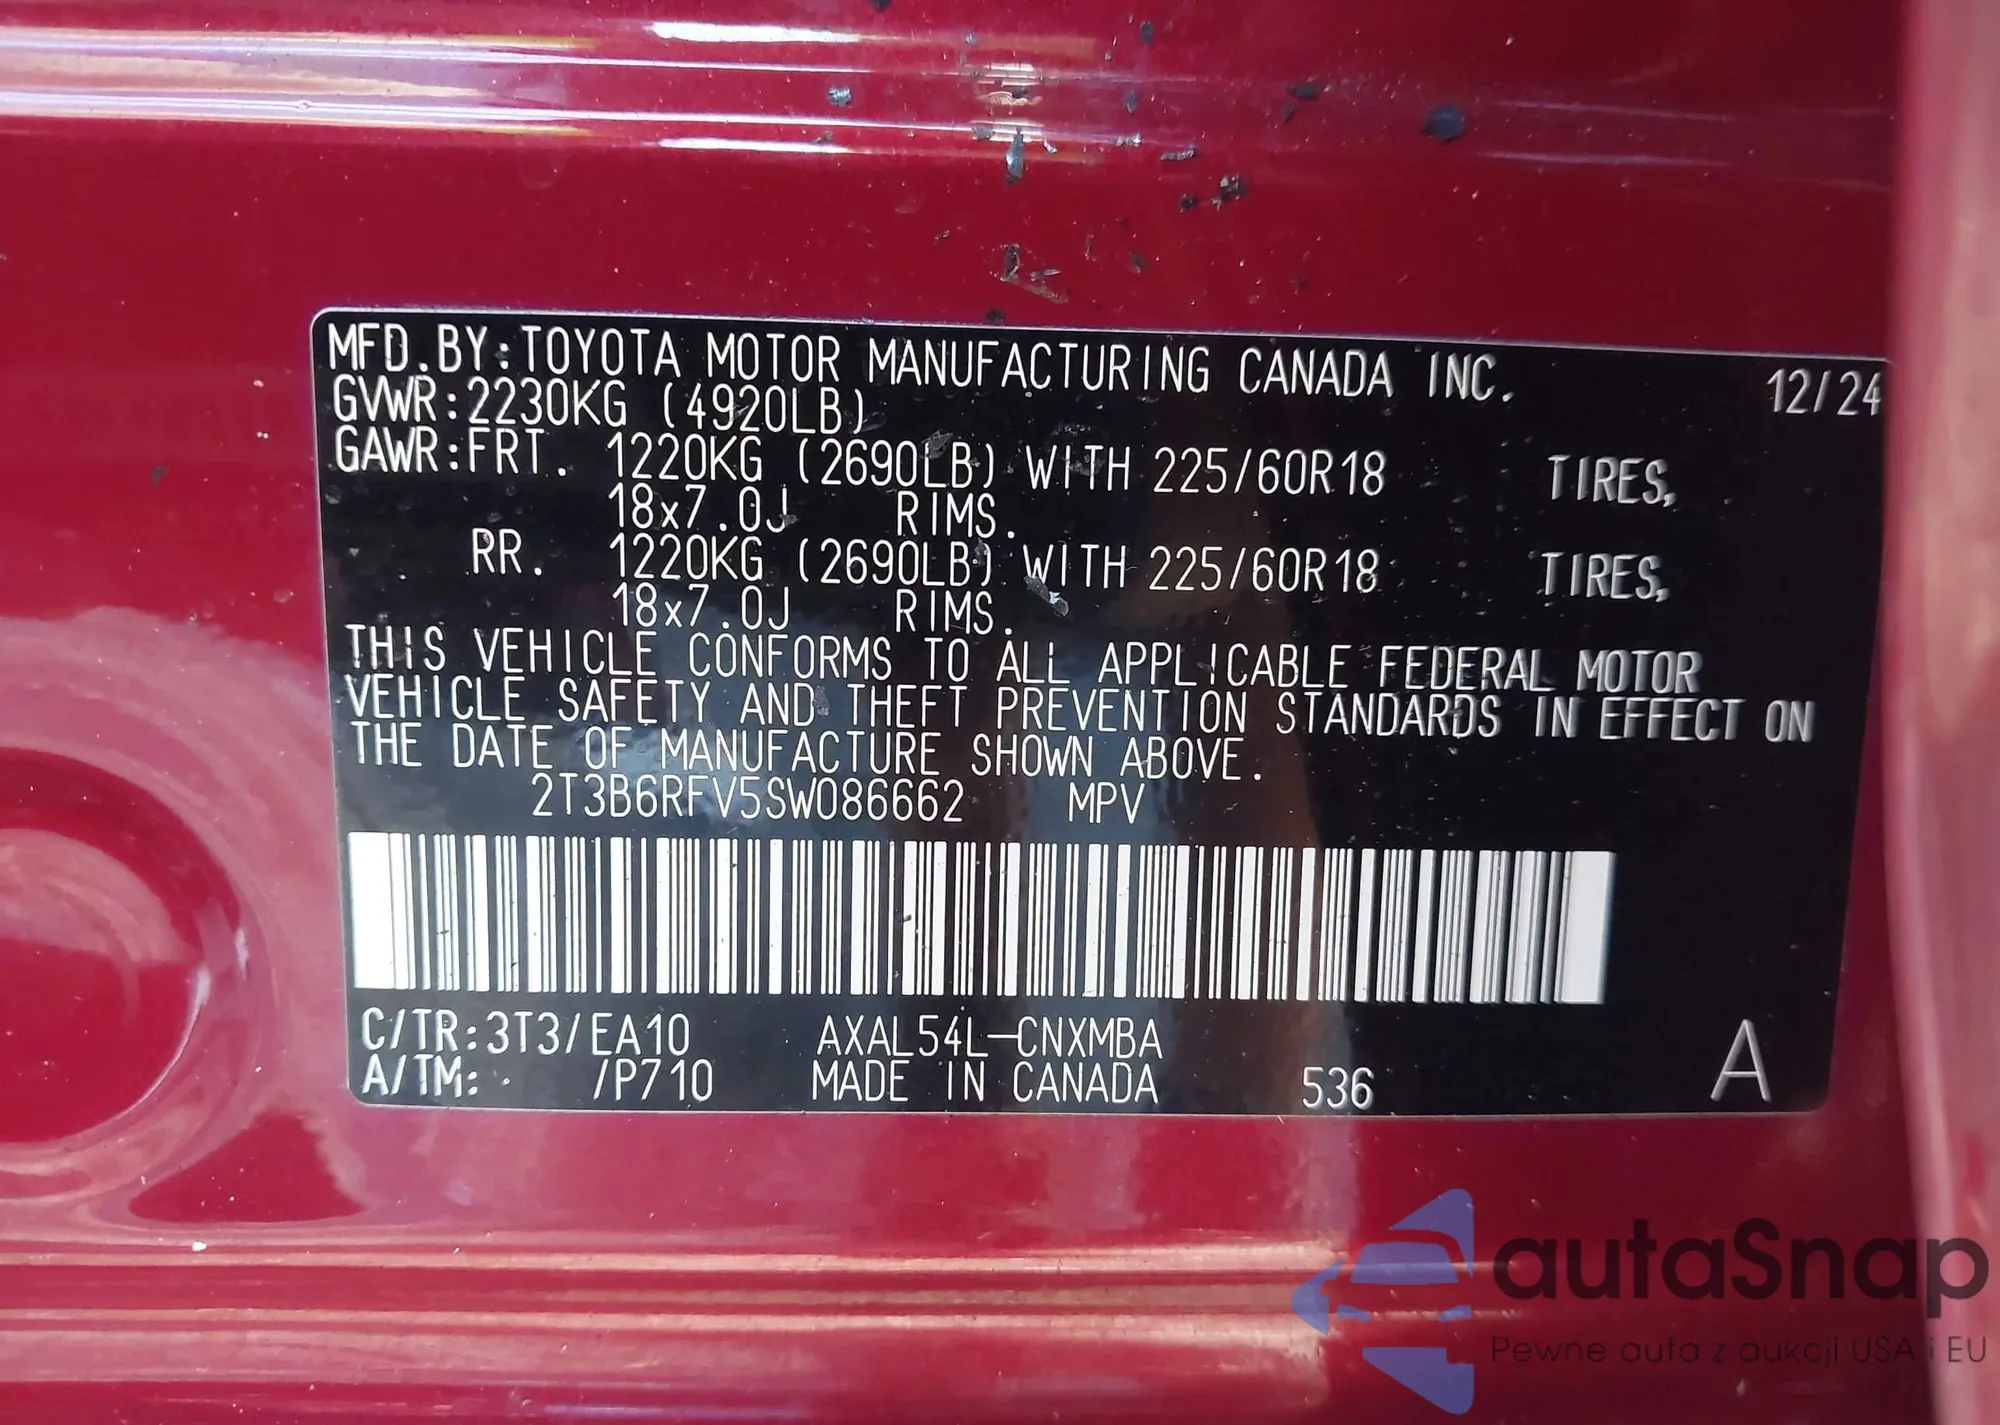 MFD.BY:TOYOTA MOTOR MANUFACTURING CANADA INC. 12/24
GVWR:2230KG (4920LB)
GAWR:FRT. 1220KG (2690LB) WITH 225/60R18 TIRES,
18x7.0J RIMS.
RR. 1220KG (2690LB) WITH 225/60R18 TIRES,
18x7.0J RIMS.
THIS VEHICLE CONFORMS TO ALL APPLICABLE FEDERAL MOTOR
VEHICLE SAFETY AND THEFT PREVENTION STANDARDS IN EFFECT ON
THE DATE OF MANUFACTURE SHOWN ABOVE.
2T3B6RFV5SW086662 MPV
C/TR:3T3/EA10 AXAL54L-CNXMBA
A/TM: /P710 MADE IN CANADA 536 A
autaSnap
Pewne auta z aukcji USA i EU